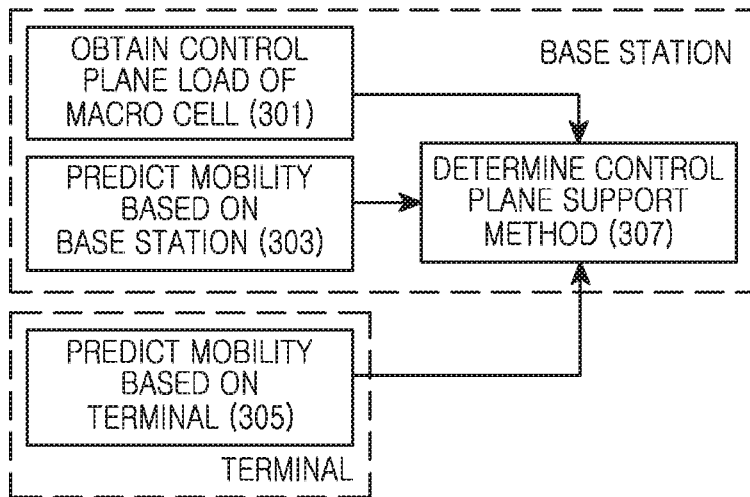 OBTAIN CONTROL
PLANE LOAD OF
MACRO CELL (301)
BASE STATION
PREDICT MOBILITY
BASED ON
BASE STATION (303)
DETERMINE CONTROL
PLANE SUPPORT
METHOD (307)
PREDICT MOBILITY
BASED ON
TERMINAL (305)
TERMINAL